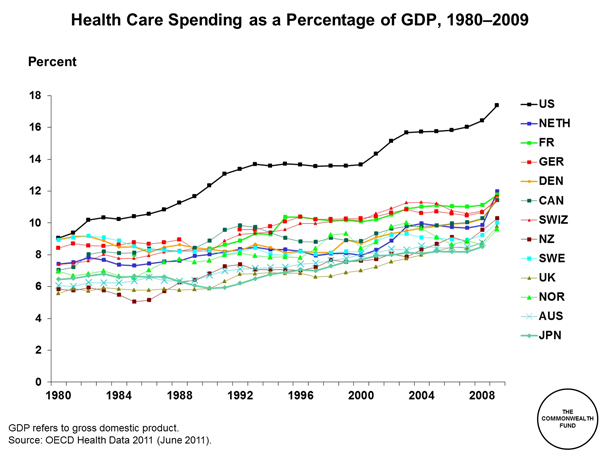 Health Care Spending as a Percentage of GDP, 1980–2009
Percent
18
16
14
12
10
8
6
4
2
0
1980 1984 1988 1992 1996 2000 2004 2008
US
NETH
FR
GER
DEN
CAN
SWIZ
NZ
SWE
UK
NOR
AUS
JPN
GDP refers to gross domestic product.
Source: OECD Health Data 2011 (June 2011).
THE
COMMONWEALTH
FUND